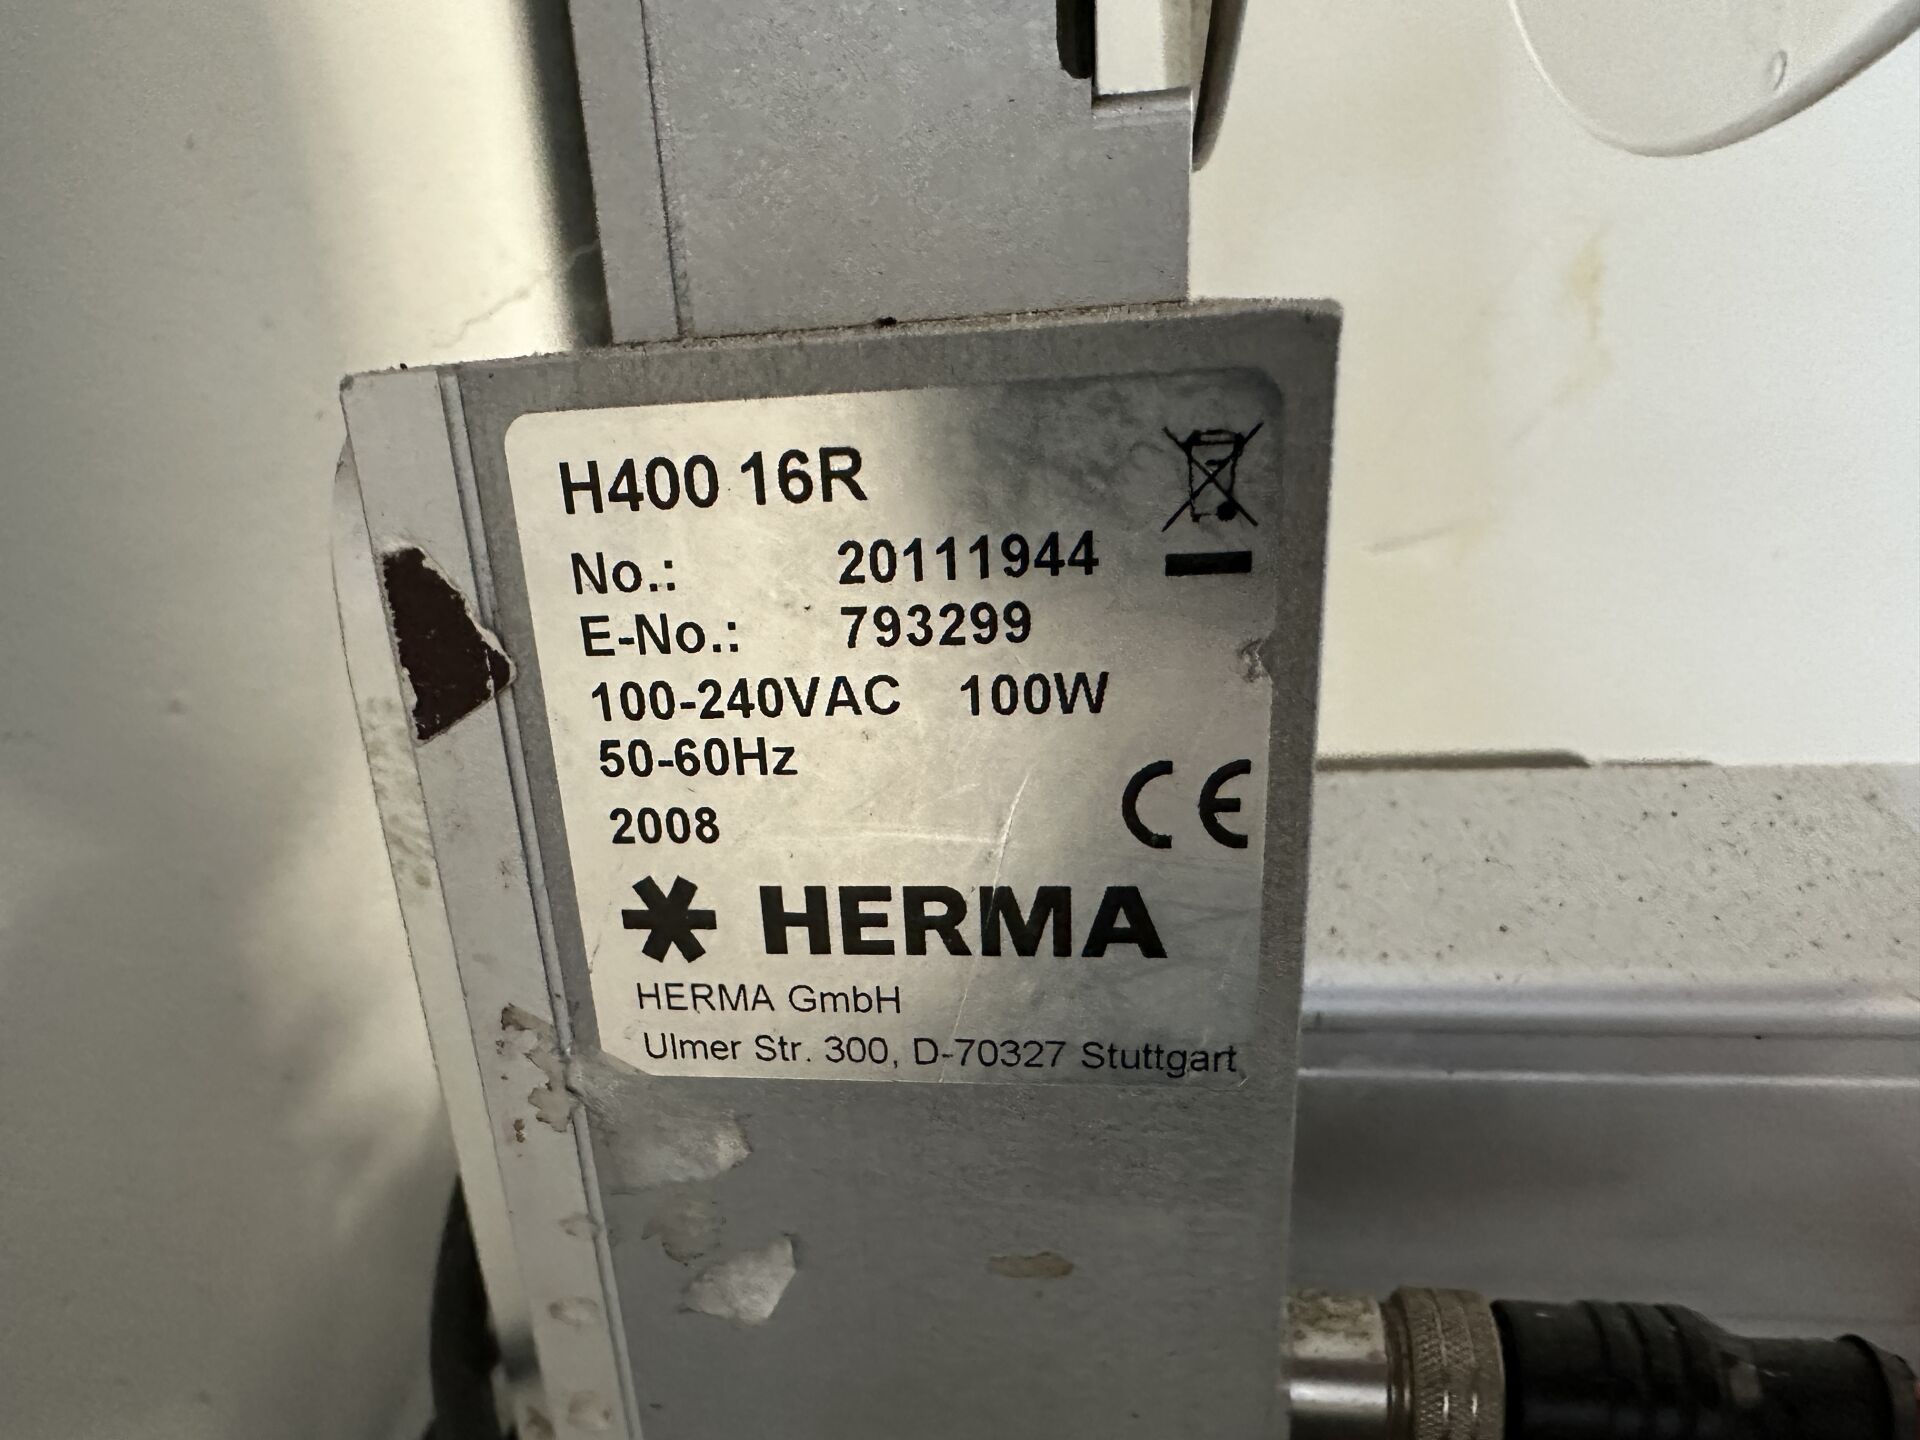 H400 16R
No.: 20111944
E-No.: 793299
100-240VAC 100W
50-60Hz
2008
CE
HERMA
HERMA GmbH
Ulmer Str. 300, D-70327 Stuttgart